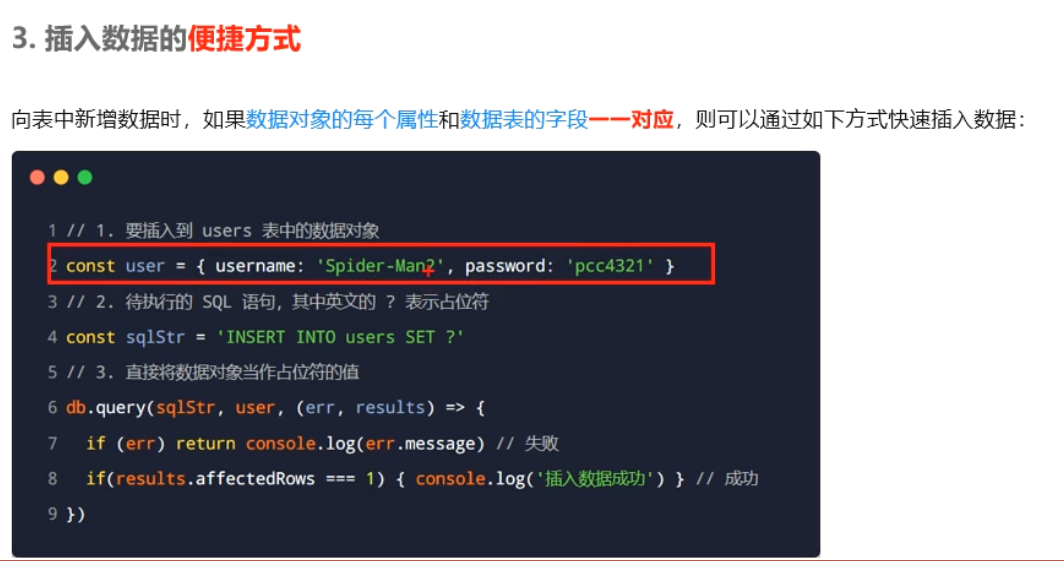 3. 插入数据的便捷方式
向表中新增数据时，如果数据对象的每个属性和数据表的字段一一对应，则可以通过如下方式快速插入数据：
1 // 1. 要插入到 users 表中的数据对象
2 const user = { username: 'Spider-Man2', password: 'pcc4321' }
3 // 2. 待执行的 SQL 语句，其中英文的 ? 表示占位符
4 const sqlStr = 'INSERT INTO users SET ?'
5 // 3. 直接将数据对象当作占位符的值
6 db.query(sqlStr, user, (err, results) => {
7   if (err) return console.log(err.message) // 失败
8   if(results.affectedRows === 1) { console.log('插入数据成功') } // 成功
9 })